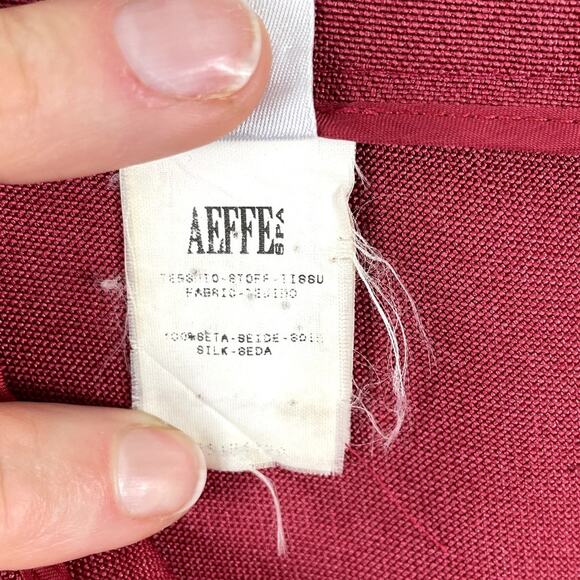 AEFFE SPA
TESSUTO-STOFF-TISSU
FABRIC-TEJIDO
100%SETA-SEIDE-SOIE
SILK-SEDA